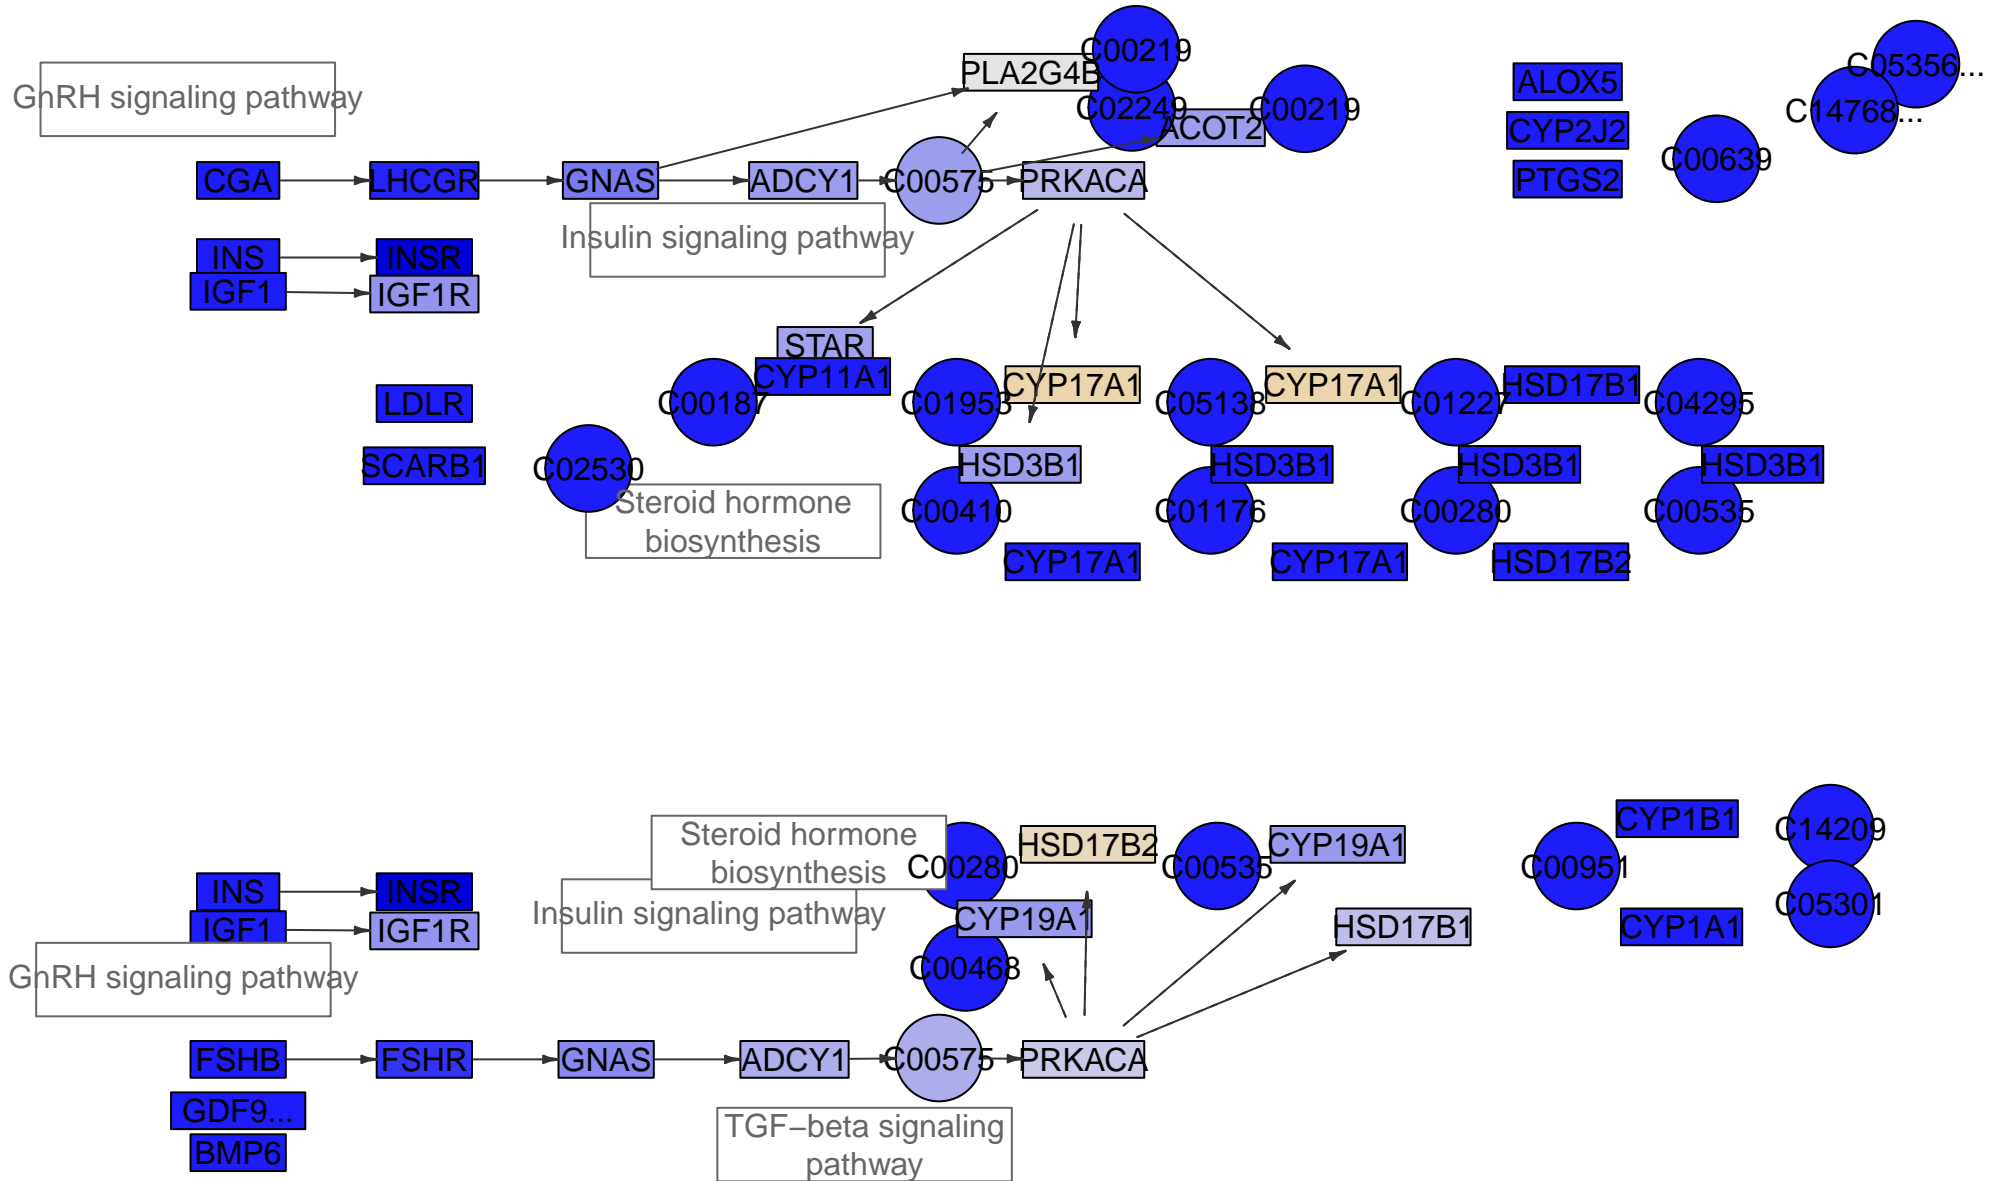 C00219
PLA2G4B
C05356...
ALOX5
GnRH signaling pathway
C02249
C00219
C14768...
ACOT2
CYP2J2
C00639
CGA
LHCGR
GNAS
ADCY1
C00575
PRKACA
PTGS2
Insulin signaling pathway
INS
INSR
IGF1
IGF1R
STAR
CYP11A1
CYP17A1
CYP17A1
HSD17B1
LDLR
C00187
C01953
C05138
C01227
C04295
SCARB1
C02530
HSD3B1
HSD3B1
HSD3B1
HSD3B1
Steroid hormone
biosynthesis
C00410
C01176
C00280
C00535
CYP17A1
CYP17A1
HSD17B2
Steroid hormone
biosynthesis
C00280
HSD17B2
C00535
CYP19A1
CYP1B1
C14209
C00951
INS
INSR
Insulin signaling pathway
CYP19A1
C05301
IGF1
IGF1R
HSD17B1
CYP1A1
GnRH signaling pathway
C00468
FSHB
FSHR
GNAS
ADCY1
C00575
PRKACA
GDF9...
BMP6
TGF−beta signaling
pathway